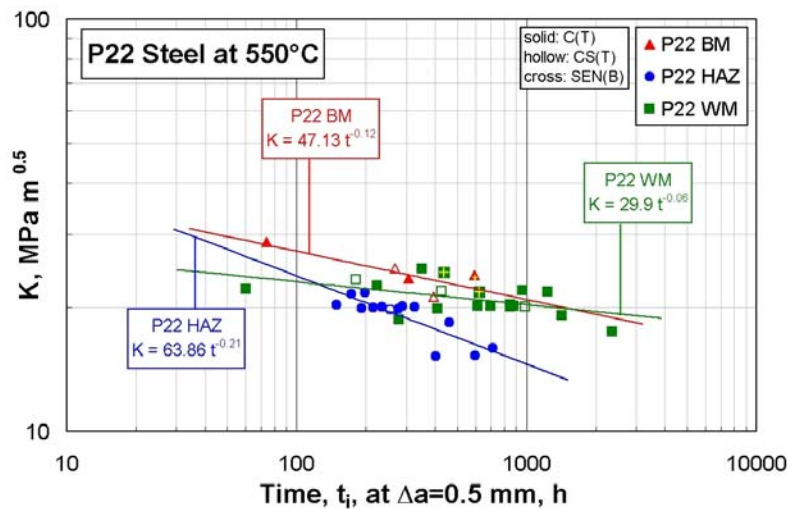 100
P22 Steel at 550°C
solid: C(T)
hollow: CS(T)
cross: SEN(B)
P22 BM
P22 HAZ
P22 WM
P22 BM
K = 47.13 t^-0.12
P22 WM
K = 29.9 t^-0.06
P22 HAZ
K = 63.86 t^-0.21
K, MPa m^0.5
10
10
100
1000
10000
Time, t_i, at Δa=0.5 mm, h